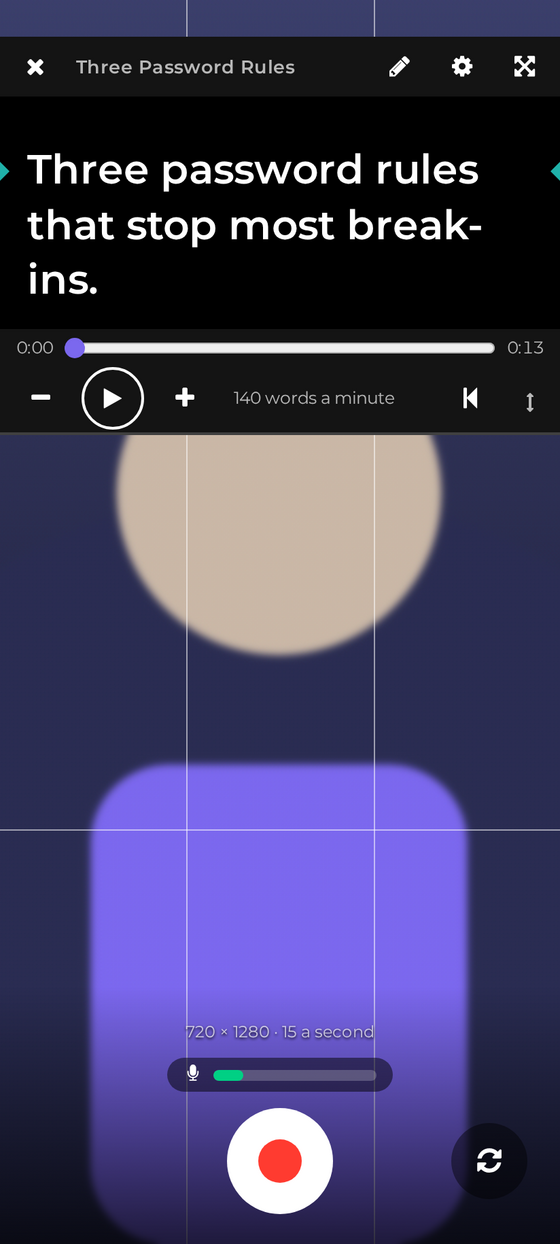 Three Password Rules
Three password rules
that stop most break-
ins.
0:00
0:13
140 words a minute
720 × 1280 · 15 a second